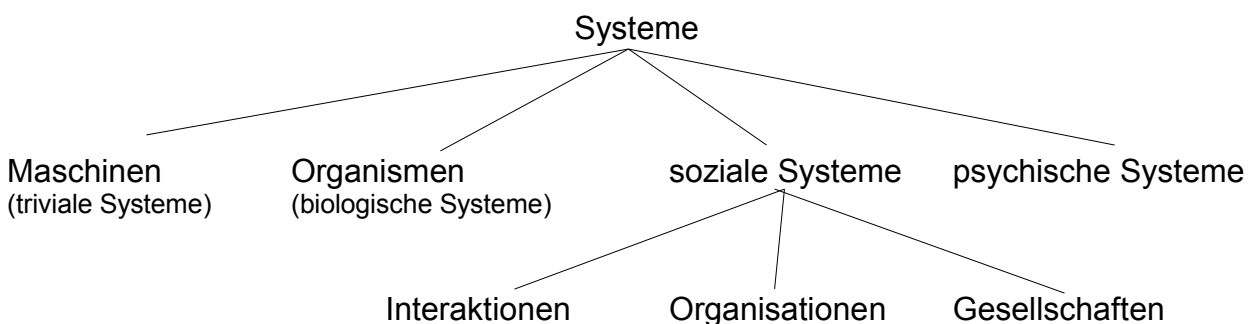 Systeme
Maschinen Organismen soziale Systeme psychische Systeme
(triviale Systeme) (biologische Systeme)
Interaktionen Organisationen Gesellschaften